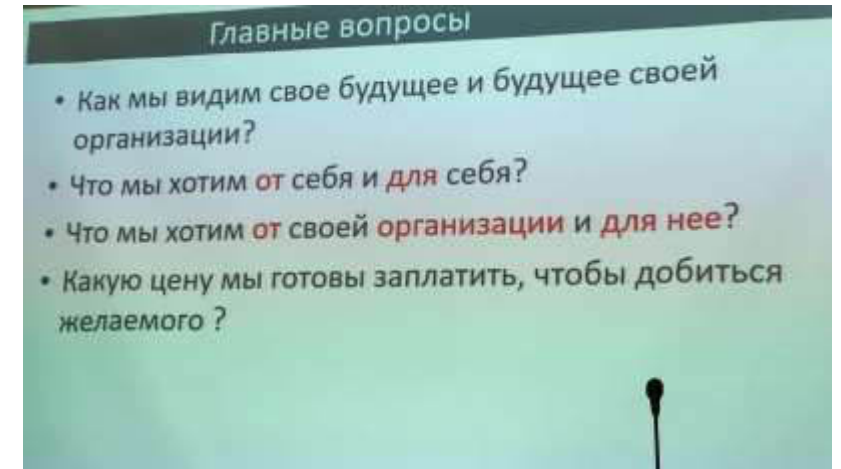 Главные вопросы
• Как мы видим свое будущее и будущее своей
организации?
• Что мы хотим от себя и для себя?
• Что мы хотим от своей организации и для нее?
• Какую цену мы готовы заплатить, чтобы добиться
желаемого ?